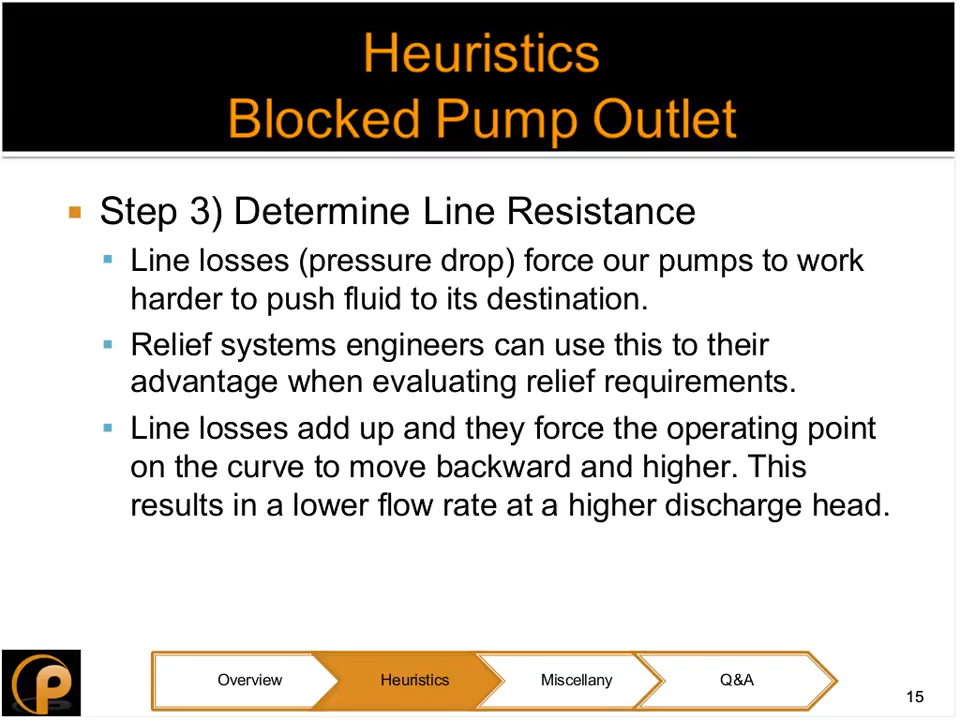 Heuristics
Blocked Pump Outlet
Step 3) Determine Line Resistance
Line losses (pressure drop) force our pumps to work
harder to push fluid to its destination.
Relief systems engineers can use this to their
advantage when evaluating relief requirements.
Line losses add up and they force the operating point
on the curve to move backward and higher. This
results in a lower flow rate at a higher discharge head.
P
Overview Heuristics Miscellany Q&A
15